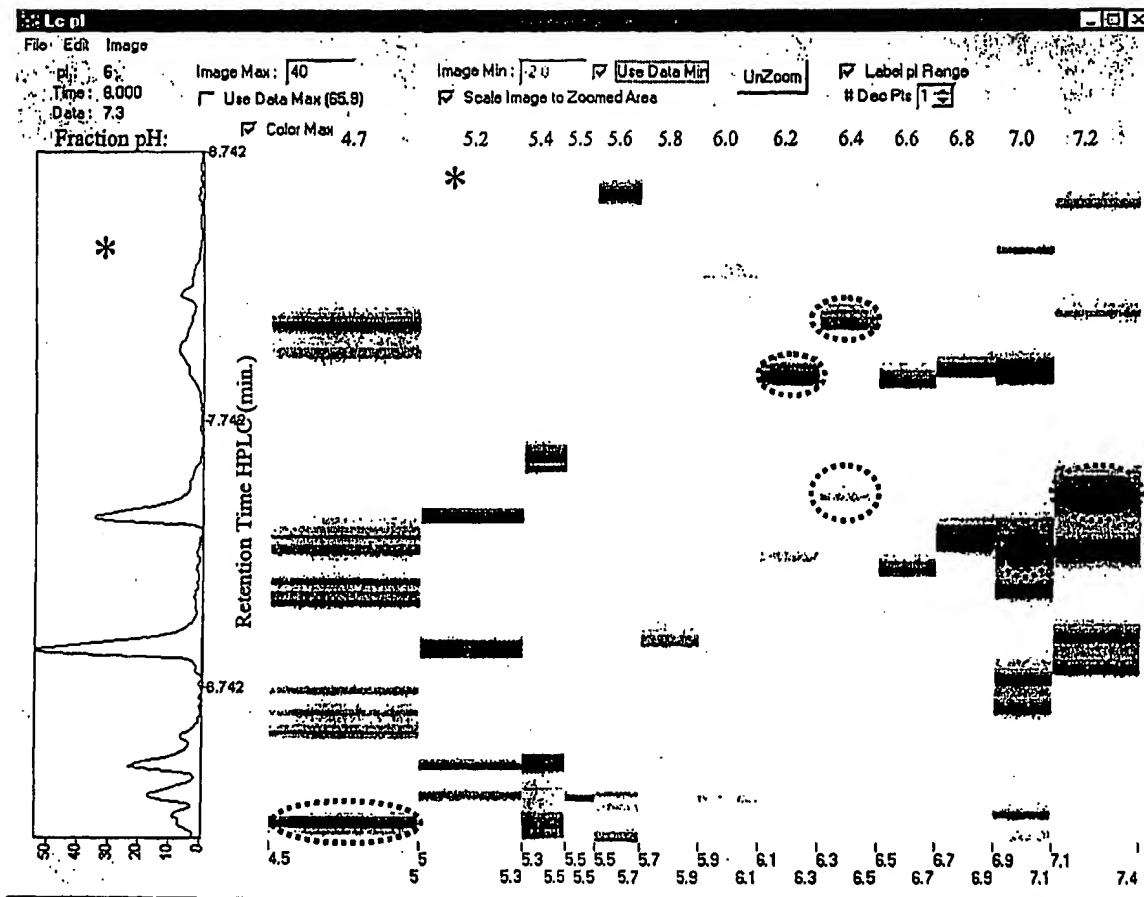 Lc pI
File Edit Image
pI: 6
Time: 8.000
Data: 7.3
Image Max: 40
Use Data Max (65.9)
Color Max
Image Min: -2.0
Use Data Min
Scale Image to Zoomed Area
UnZoom
Label pI Range
# Dec Pts 1
Fraction pH: 4.7 5.2 5.4 5.5 5.6 5.8 6.0 6.2 6.4 6.6 6.8 7.0 7.2
8.742
*
*
7.742
Retention Time HPLC (min.)
6.742
50 40 30 20 10 0
4.5 5 5.3 5.5 5.5 5.7 5.9 6.1 6.3 6.5 6.7 6.9 7.1
5 5.3 5.5 5.5 5.7 5.9 6.1 6.3 6.5 6.7 6.9 7.1 7.4